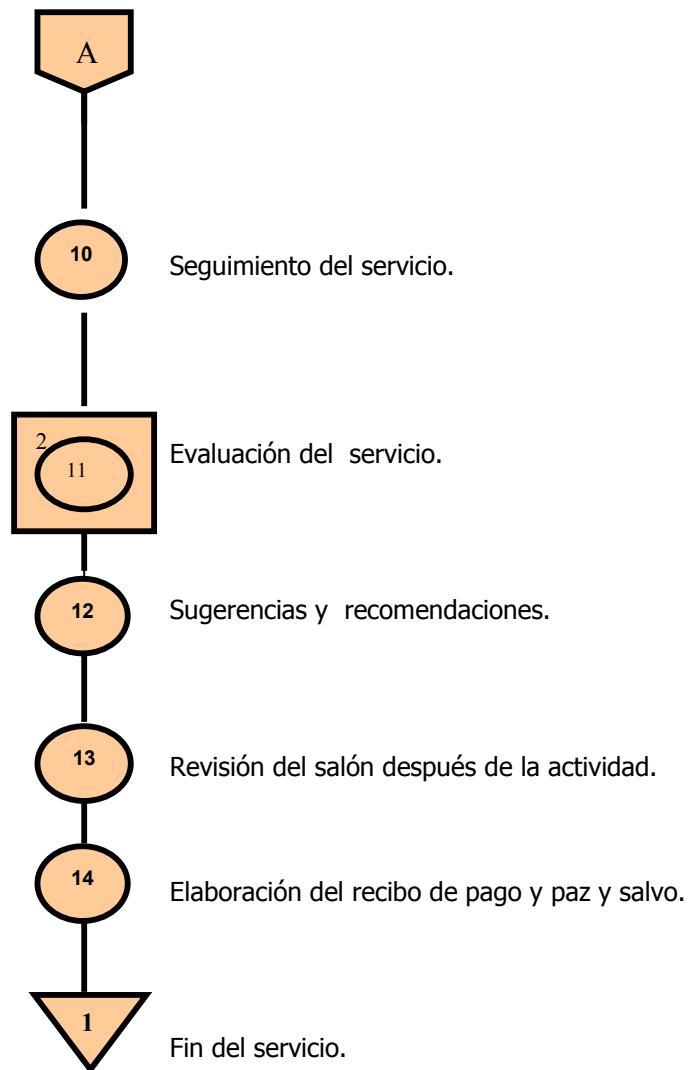 A
10
Seguimiento del servicio.
2
11
Evaluación del  servicio.
12
Sugerencias y  recomendaciones.
13
Revisión del salón después de la actividad.
14
Elaboración del recibo de pago y paz y salvo.
1
Fin del servicio.